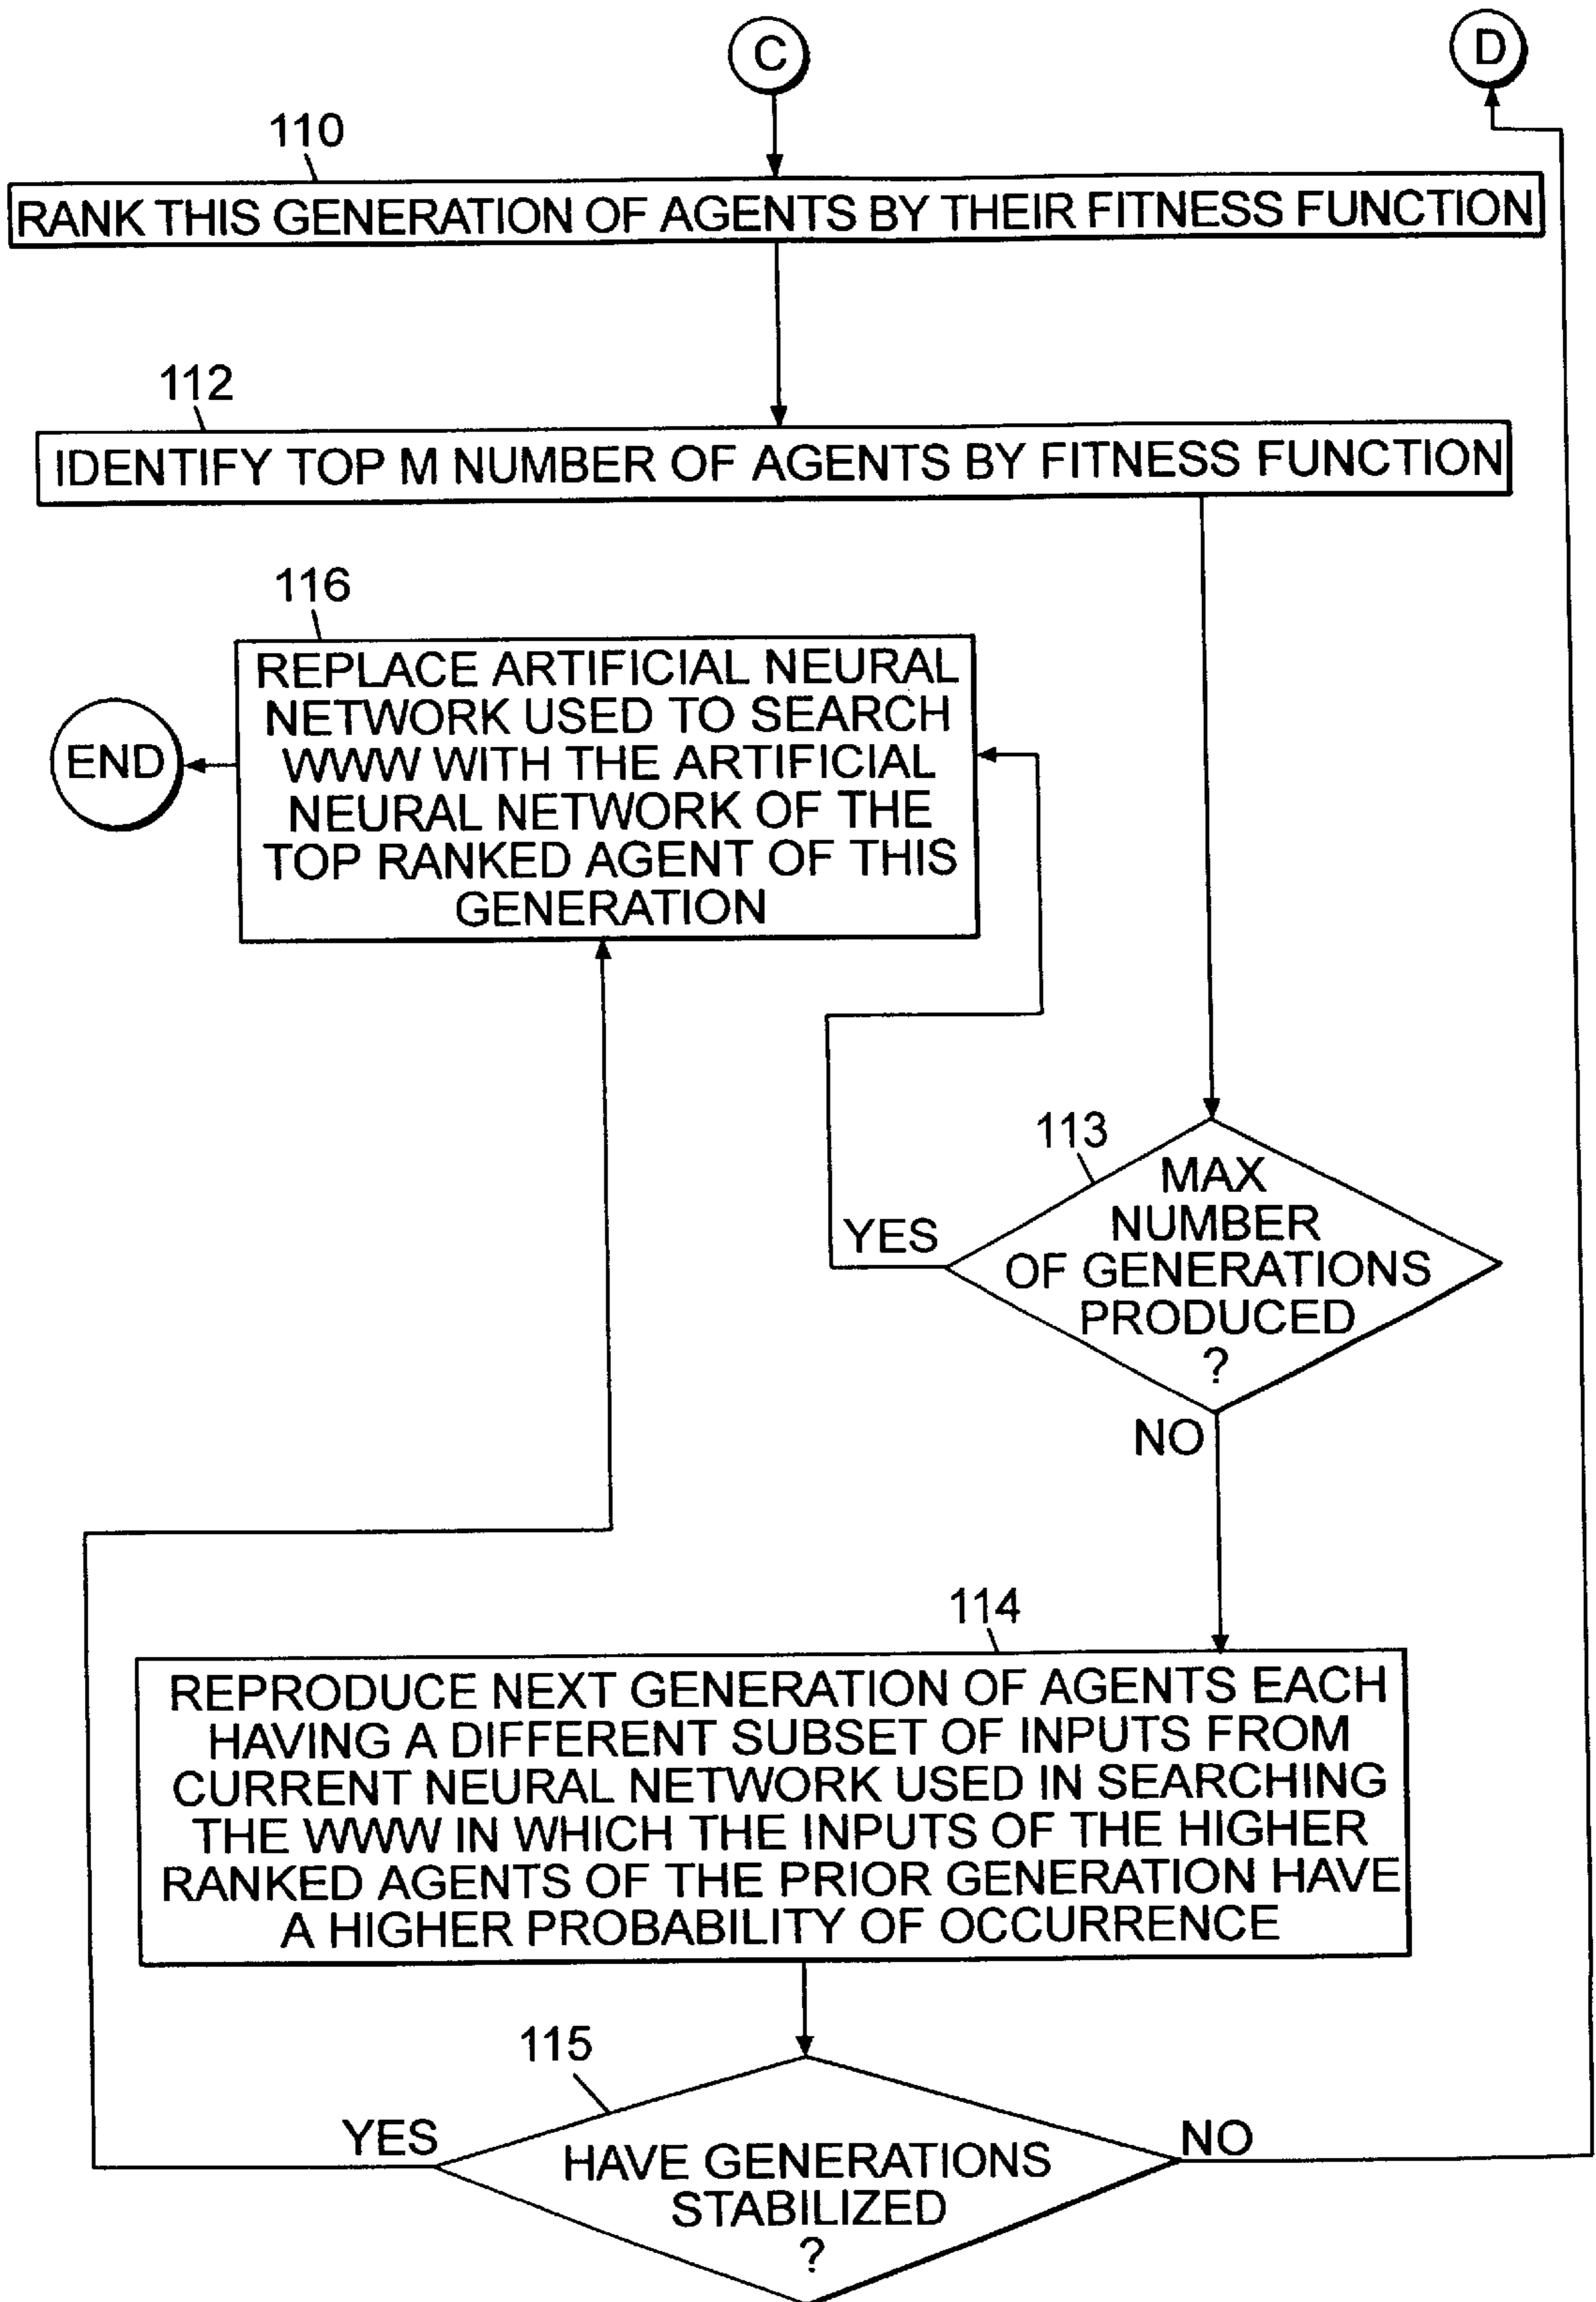 C
D
110
RANK THIS GENERATION OF AGENTS BY THEIR FITNESS FUNCTION
112
IDENTIFY TOP M NUMBER OF AGENTS BY FITNESS FUNCTION
116
REPLACE ARTIFICIAL NEURAL
NETWORK USED TO SEARCH
WWW WITH THE ARTIFICIAL
NEURAL NETWORK OF THE
TOP RANKED AGENT OF THIS
GENERATION
END
113
MAX
NUMBER
OF GENERATIONS
PRODUCED
?
YES
NO
114
REPRODUCE NEXT GENERATION OF AGENTS EACH
HAVING A DIFFERENT SUBSET OF INPUTS FROM
CURRENT NEURAL NETWORK USED IN SEARCHING
THE WWW IN WHICH THE INPUTS OF THE HIGHER
RANKED AGENTS OF THE PRIOR GENERATION HAVE
A HIGHER PROBABILITY OF OCCURRENCE
115
YES
HAVE GENERATIONS
STABILIZED
?
NO